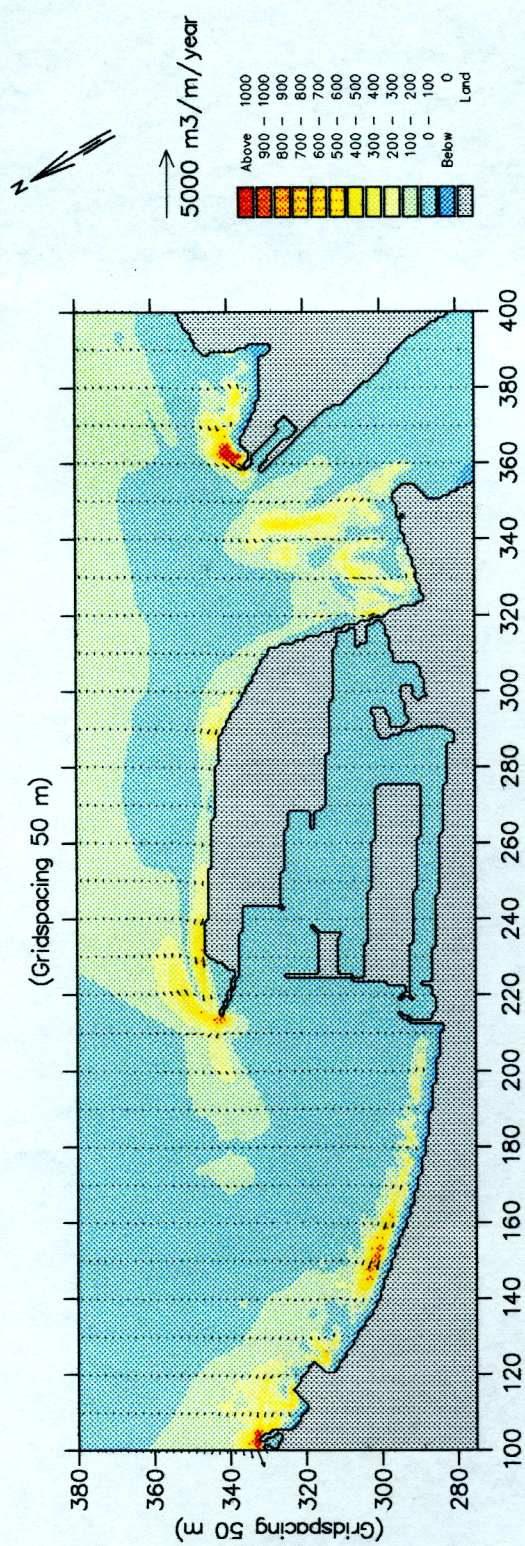 N
5000 m3/m/year
Above 1000
900 - 1000
800 - 900
700 - 800
600 - 700
500 - 600
400 - 500
300 - 400
200 - 300
100 - 200
0 - 100
Below 0
Land
(Gridspacing 50 m)
380
360
340
320
300
280
(Gridspacing 50 m)
100 120 140 160 180 200 220 240 260 280 300 320 340 360 380 400